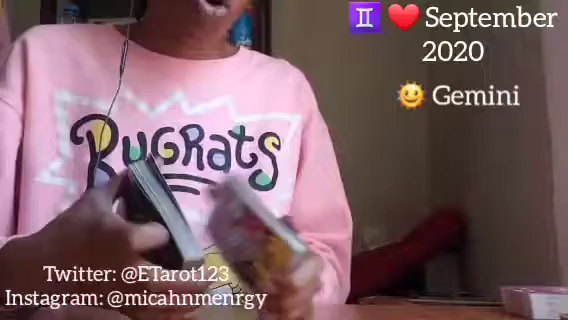 ♊ ❤️ September
2020
🌞 Gemini
RUGRATS
Twitter: @ETarot123
Instagram: @micahnmenrgy